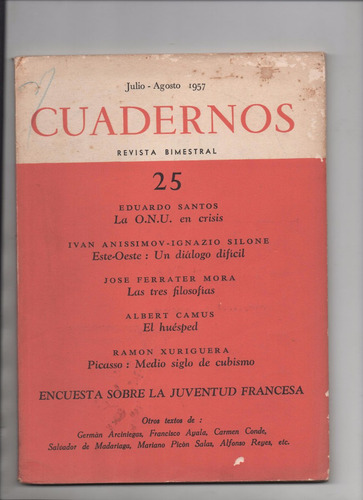 Julio - Agosto 1957
CUADERNOS
REVISTA BIMESTRAL
25
EDUARDO SANTOS
La O.N.U. en crisis
IVAN ANISSIMOV-IGNAZIO SILONE
Este-Oeste : Un diálogo difícil
JOSE FERRATER MORA
Las tres filosofías
ALBERT CAMUS
El huésped
RAMON XURIGUERA
Picasso : Medio siglo de cubismo
ENCUESTA SOBRE LA JUVENTUD FRANCESA
Otros textos de :
Germán Arciniegas, Francisco Ayala, Carmen Conde,
Salvador de Madariaga, Mariano Picón Salas, Alfonso Reyes, etc.